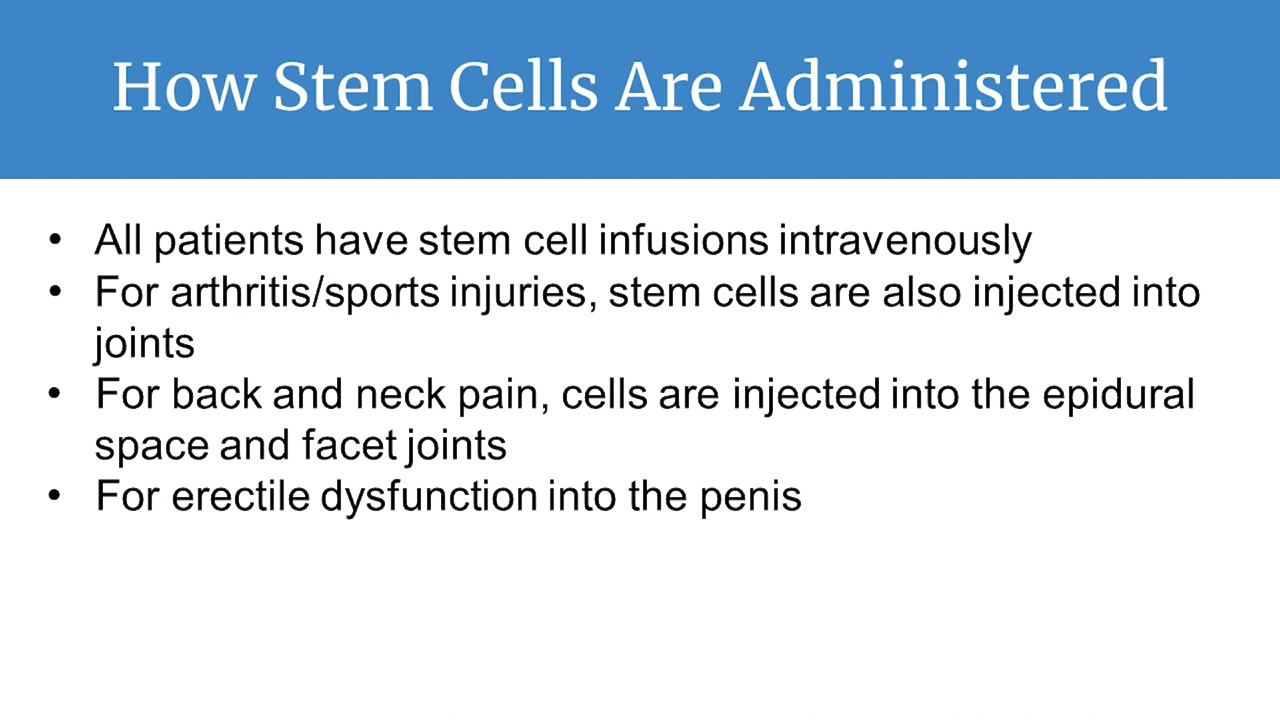 How Stem Cells Are Administered
• All patients have stem cell infusions intravenously
• For arthritis/sports injuries, stem cells are also injected into
joints
• For back and neck pain, cells are injected into the epidural
space and facet joints
• For erectile dysfunction into the penis